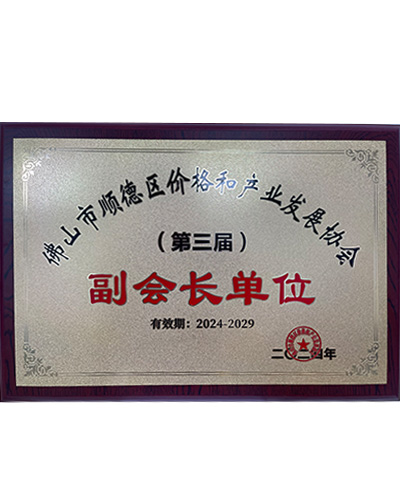 佛山市顺德区价格和产业发展协会
（第三届）
副会长单位
有效期：2024-2029
二〇二四年